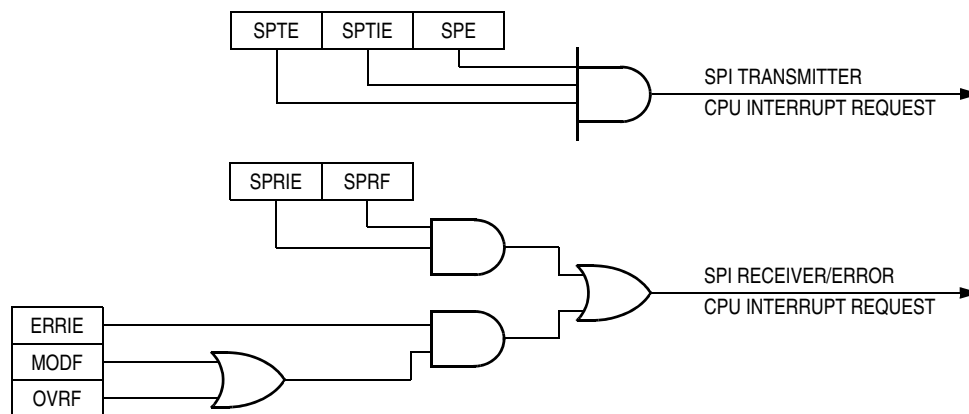 SPTE SPTIE SPE
SPI TRANSMITTER
CPU INTERRUPT REQUEST
SPRIE SPRF
SPI RECEIVER/ERROR
CPU INTERRUPT REQUEST
ERRIE
MODF
OVRF